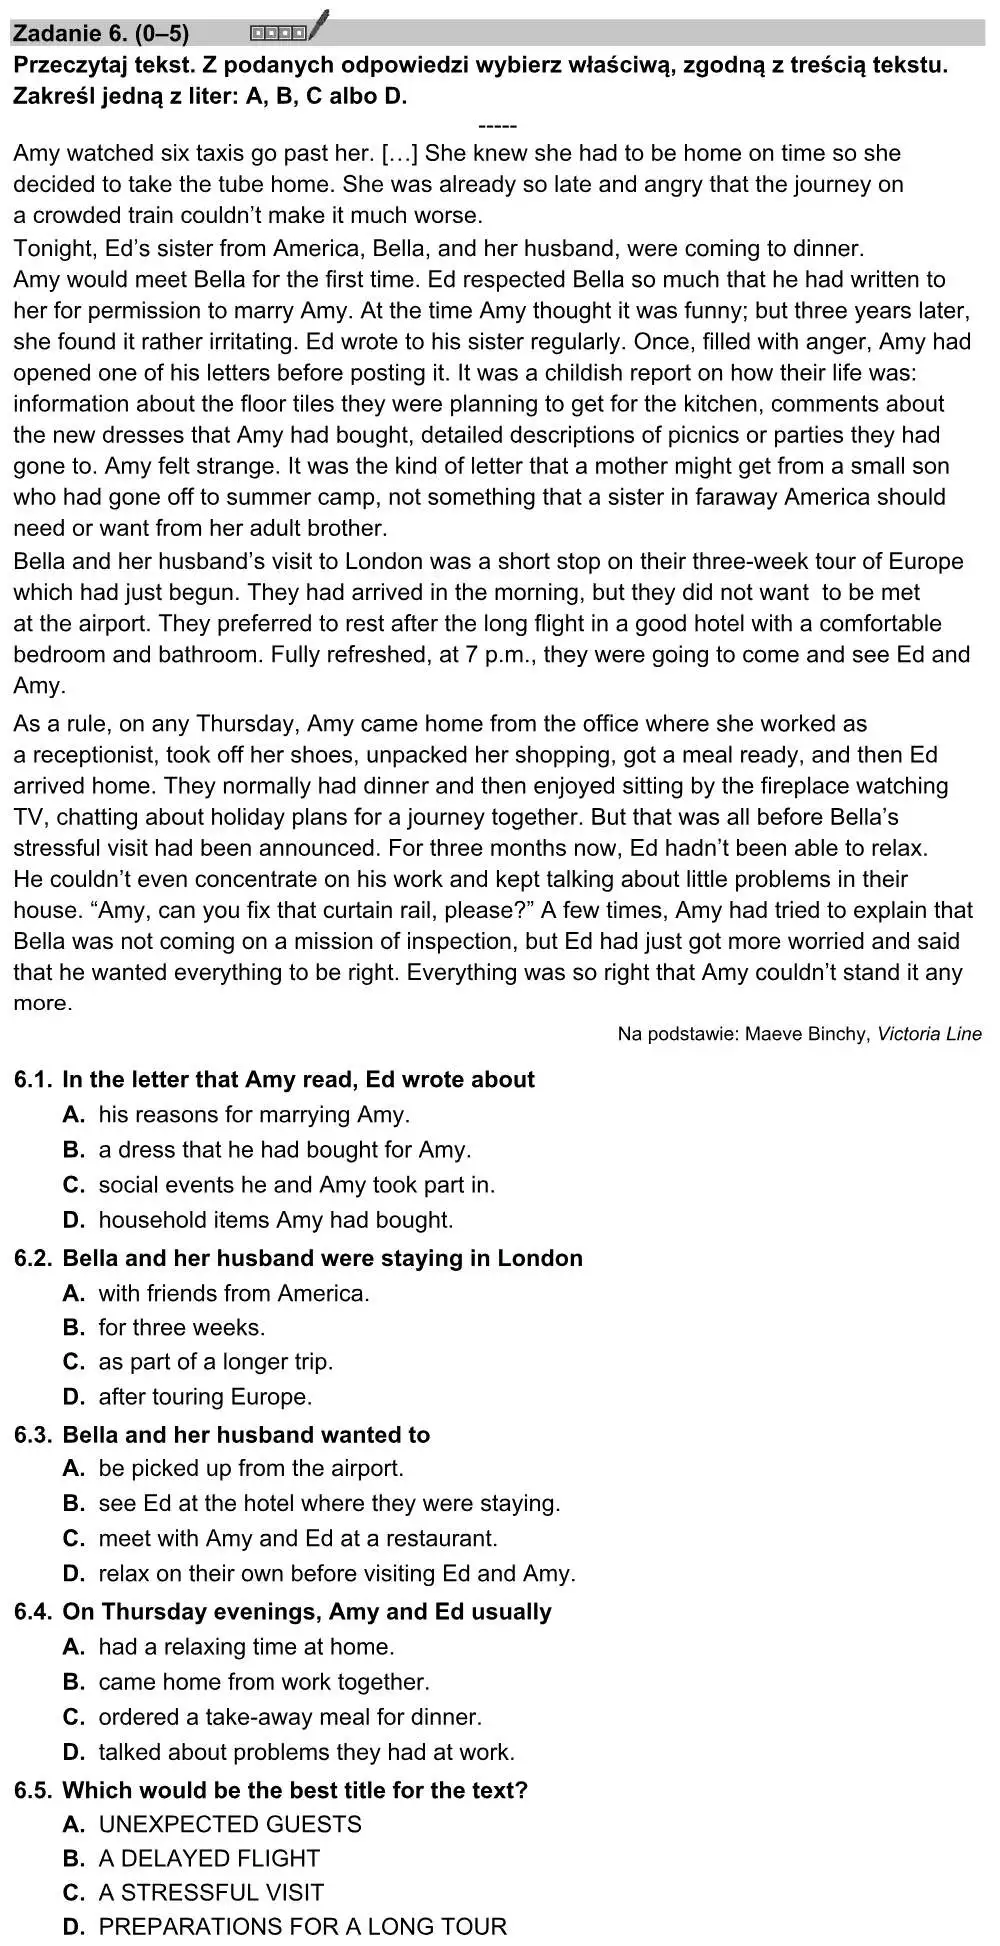 Zadanie 6. (0–5)
Przeczytaj tekst. Z podanych odpowiedzi wybierz właściwą, zgodną z treścią tekstu.
Zakreśl jedną z liter: A, B, C albo D.
-----
Amy watched six taxis go past her. […] She knew she had to be home on time so she
decided to take the tube home. She was already so late and angry that the journey on
a crowded train couldn’t make it much worse.
Tonight, Ed’s sister from America, Bella, and her husband, were coming to dinner.
Amy would meet Bella for the first time. Ed respected Bella so much that he had written to
her for permission to marry Amy. At the time Amy thought it was funny; but three years later,
she found it rather irritating. Ed wrote to his sister regularly. Once, filled with anger, Amy had
opened one of his letters before posting it. It was a childish report on how their life was:
information about the floor tiles they were planning to get for the kitchen, comments about
the new dresses that Amy had bought, detailed descriptions of picnics or parties they had
gone to. Amy felt strange. It was the kind of letter that a mother might get from a small son
who had gone off to summer camp, not something that a sister in faraway America should
need or want from her adult brother.
Bella and her husband’s visit to London was a short stop on their three-week tour of Europe
which had just begun. They had arrived in the morning, but they did not want to be met
at the airport. They preferred to rest after the long flight in a good hotel with a comfortable
bedroom and bathroom. Fully refreshed, at 7 p.m., they were going to come and see Ed and
Amy.
As a rule, on any Thursday, Amy came home from the office where she worked as
a receptionist, took off her shoes, unpacked her shopping, got a meal ready, and then Ed
arrived home. They normally had dinner and then enjoyed sitting by the fireplace watching
TV, chatting about holiday plans for a journey together. But that was all before Bella’s
stressful visit had been announced. For three months now, Ed hadn’t been able to relax.
He couldn’t even concentrate on his work and kept talking about little problems in their
house. “Amy, can you fix that curtain rail, please?” A few times, Amy had tried to explain that
Bella was not coming on a mission of inspection, but Ed had just got more worried and said
that he wanted everything to be right. Everything was so right that Amy couldn’t stand it any
more.
Na podstawie: Maeve Binchy, Victoria Line
6.1. In the letter that Amy read, Ed wrote about
A. his reasons for marrying Amy.
B. a dress that he had bought for Amy.
C. social events he and Amy took part in.
D. household items Amy had bought.
6.2. Bella and her husband were staying in London
A. with friends from America.
B. for three weeks.
C. as part of a longer trip.
D. after touring Europe.
6.3. Bella and her husband wanted to
A. be picked up from the airport.
B. see Ed at the hotel where they were staying.
C. meet with Amy and Ed at a restaurant.
D. relax on their own before visiting Ed and Amy.
6.4. On Thursday evenings, Amy and Ed usually
A. had a relaxing time at home.
B. came home from work together.
C. ordered a take-away meal for dinner.
D. talked about problems they had at work.
6.5. Which would be the best title for the text?
A. UNEXPECTED GUESTS
B. A DELAYED FLIGHT
C. A STRESSFUL VISIT
D. PREPARATIONS FOR A LONG TOUR